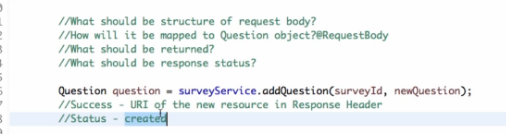 //What should be structure of request body?
//How will it be mapped to Question object?@RequestBody
//What should be returned?
//What should be response status?
Question question = surveyService.addQuestion(surveyId, newQuestion);
//Success - URI of the new resource in Response Header
//Status - created